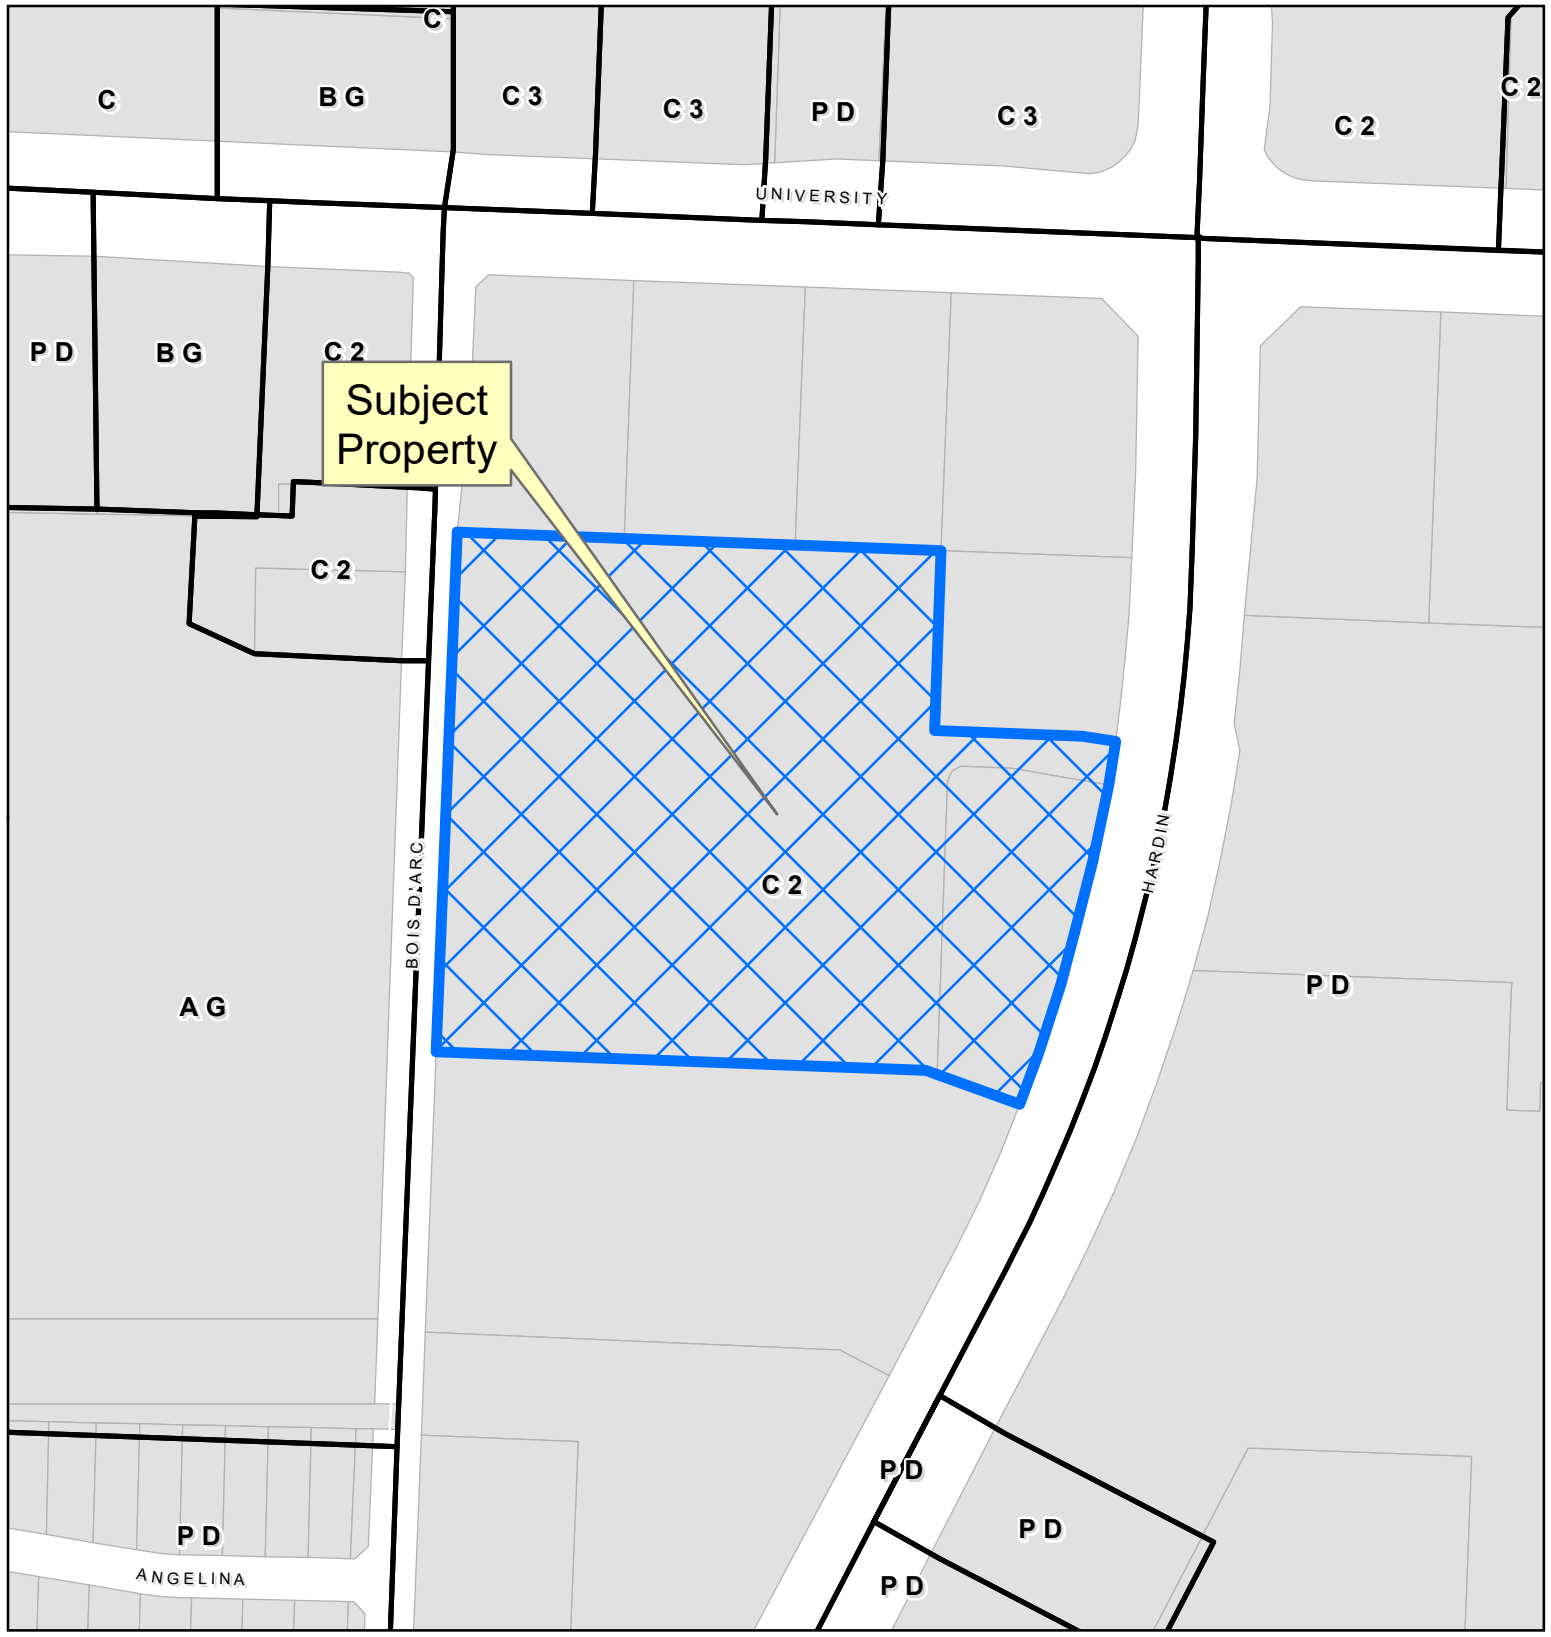 C
C
BG
C3
C3
PD
C3
C2
C2
UNIVERSITY
PD
BG
C2
Subject
Property
C2
C2
BOIS D'ARC
HARDIN
AG
PD
PD
PD
PD
ANGELINA
PD